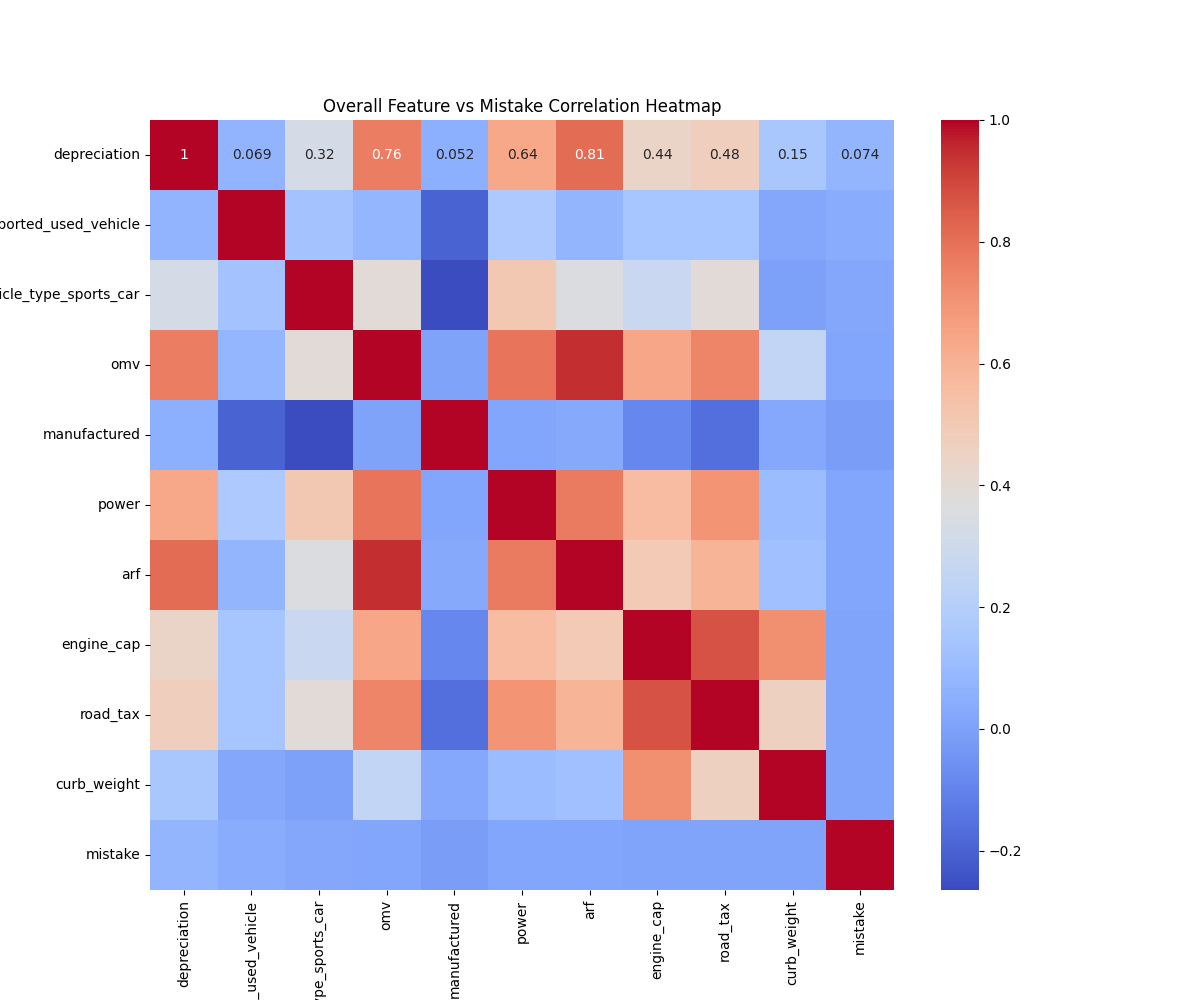 Overall Feature vs Mistake Correlation Heatmap
depreciation 1 0.069 0.32 0.76 0.052 0.64 0.81 0.44 0.48 0.15 0.074
ported_used_vehicle
icle_type_sports_car
omv
manufactured
power
arf
engine_cap
road_tax
curb_weight
mistake
depreciation
_used_vehicle
ype_sports_car
omv
manufactured
power
arf
engine_cap
road_tax
curb_weight
mistake
1.0
0.8
0.6
0.4
0.2
0.0
−0.2